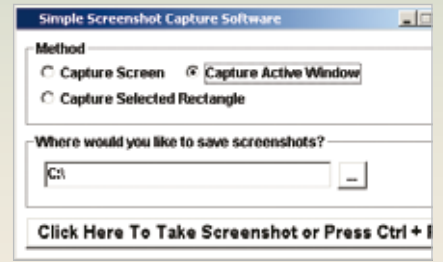 Simple Screenshot Capture Software
Method
Capture Screen Capture Active Window
Capture Selected Rectangle
Where would you like to save screenshots?
C:\
...
Click Here To Take Screenshot or Press Ctrl +